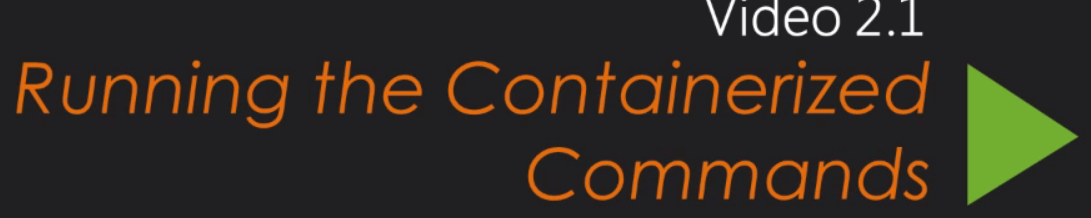 Video 2.1
Running the Containerized
Commands